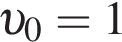 υ₀ = 1